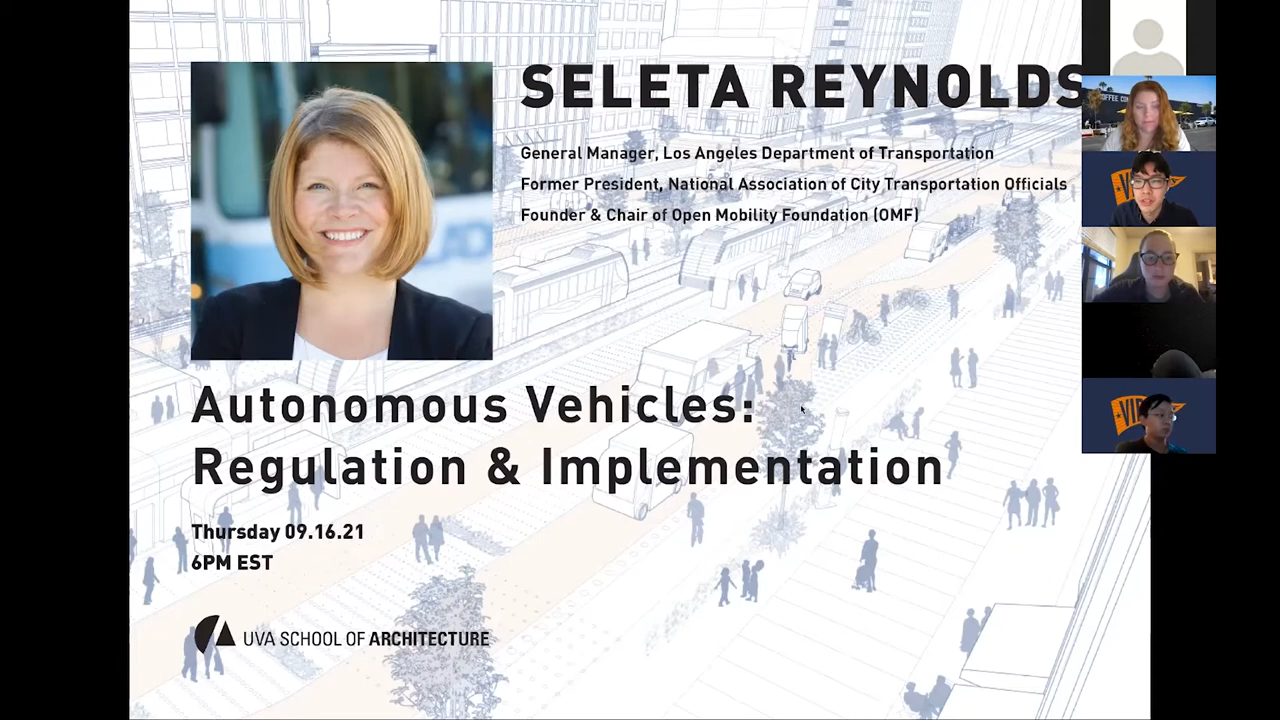 SELETA REYNOLDS
General Manager, Los Angeles Department of Transportation
Former President, National Association of City Transportation Officials
Founder & Chair of Open Mobility Foundation (OMF)
Autonomous Vehicles:
Regulation & Implementation
Thursday 09.16.21
6PM EST
UVA SCHOOL OF ARCHITECTURE